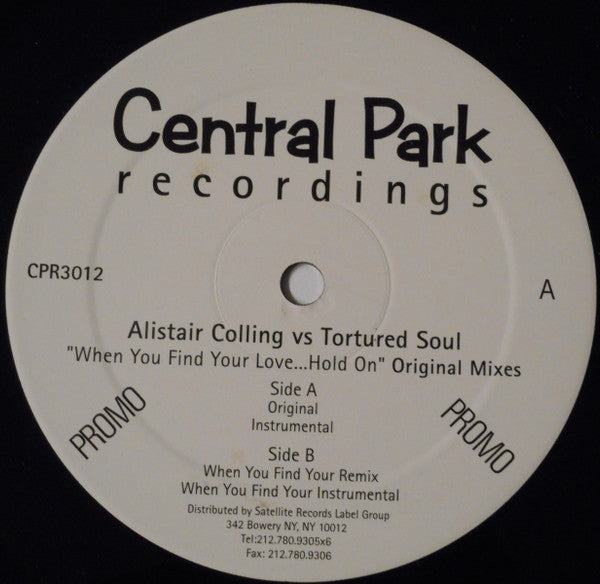 Central Park
recordings
CPR3012
A
Alistair Colling vs Tortured Soul
"When You Find Your Love...Hold On" Original Mixes
Side A
Original
Instrumental
PROMO
PROMO
Side B
When You Find Your Remix
When You Find Your Instrumental
Distributed by Satellite Records Label Group
342 Bowery NY, NY 10012
Tel:212.780.9305x6
Fax: 212.780.9306